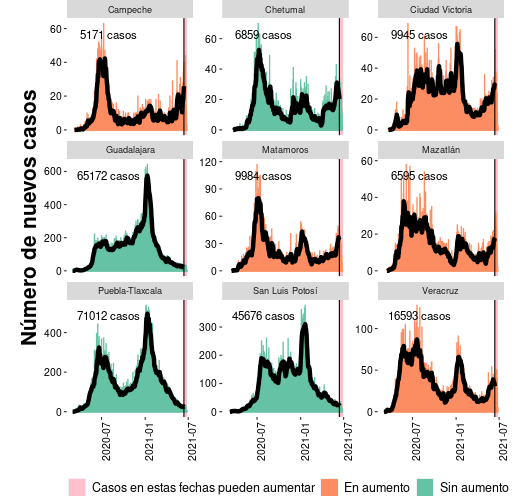 Número de nuevos casos
Campeche
Chetumal
Ciudad Victoria
5171 casos
6859 casos
9945 casos
60
40
20
0
60
40
20
0
60
40
20
0
Guadalajara
Matamoros
Mazatlán
65172 casos
9984 casos
6595 casos
600
400
200
0
120
90
60
30
0
60
40
20
0
Puebla-Tlaxcala
San Luis Potosí
Veracruz
71012 casos
45676 casos
16593 casos
400
200
0
300
200
100
0
100
50
0
2020-07
2021-01
2021-07
2020-07
2021-01
2021-07
2020-07
2021-01
2021-07
Casos en estas fechas pueden aumentar
En aumento
Sin aumento